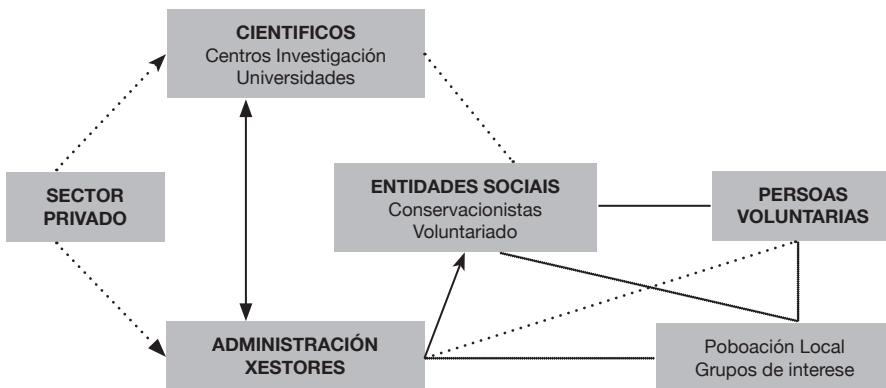 CIENTIFICOS
Centros Investigación
Universidades
SECTOR
PRIVADO
ENTIDADES SOCIAIS
Conservacionistas
Voluntariado
PERSOAS
VOLUNTARIAS
ADMINISTRACIÓN
XESTORES
Poboación Local
Grupos de interese